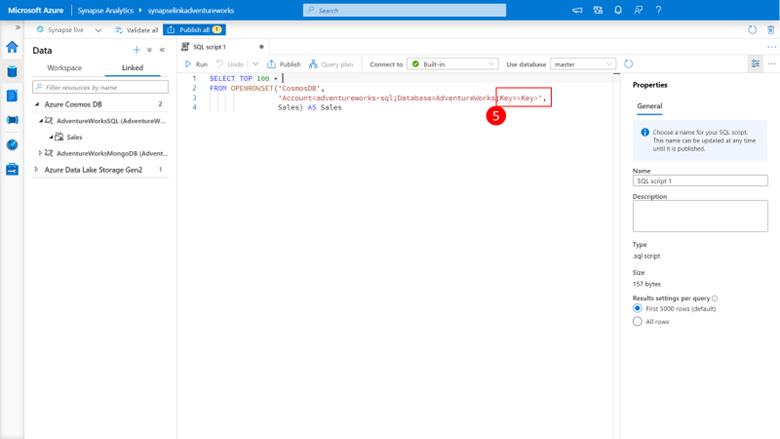 Microsoft Azure
Synapse Analytics
synapselinkadventureworks
Search
Synapse live
Validate all
Publish all
1
Data
Workspace
Linked
Filter resources by name
Azure Cosmos DB
2
AdventureWorksSQL (AdventureW...
Sales
AdventureWorksMongoDB (Advent...
Azure Data Lake Storage Gen2
1
SQL script 1
Run
Undo
Publish
Query plan
Connect to
Built-in
Use database
master
1 SELECT TOP 100 *
2 FROM OPENROWSET('CosmosDB',
3 'Account=adventureworks-sql;Database=AdventureWorks;Key=<Key>',
4 Sales) AS Sales
5
Properties
General
Choose a name for your SQL script.
This name can be updated at any time
until it is published.
Name
SQL script 1
Description
Type
.sql script
Size
157 bytes
Results settings per query
First 5000 rows (default)
All rows